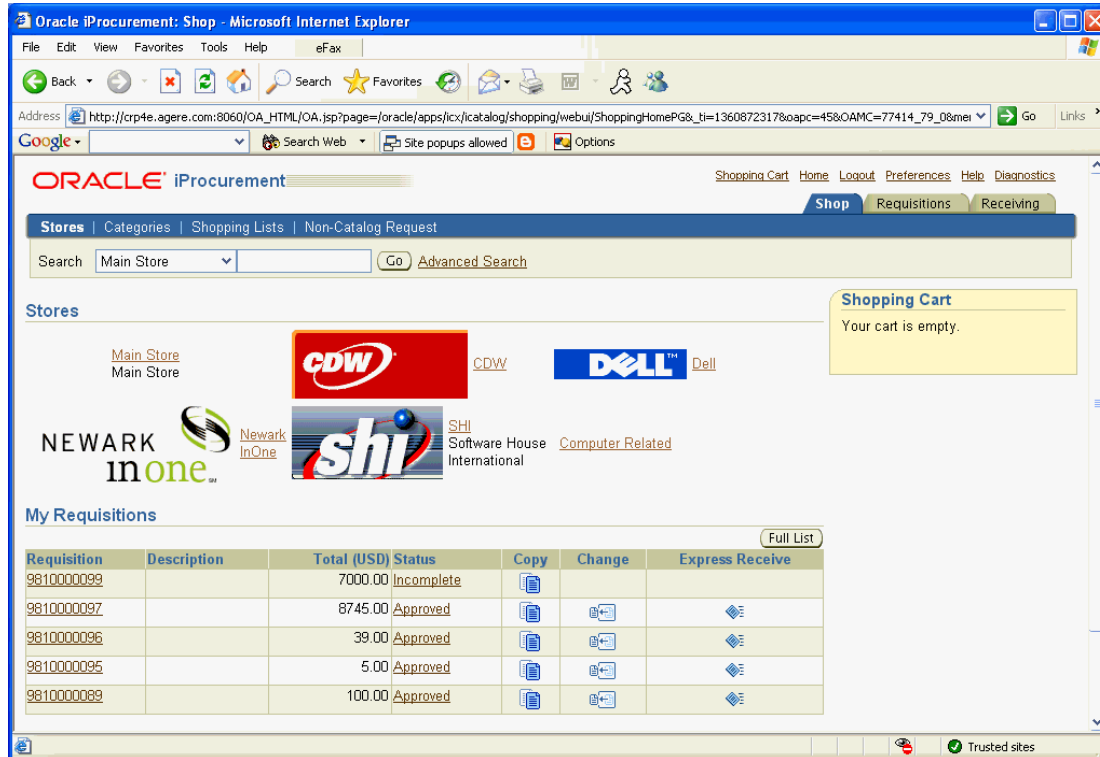 Oracle iProcurement: Shop - Microsoft Internet Explorer
File Edit View Favorites Tools Help eFax
Back Search Favorites
Address http://crp4e.agere.com:8060/OA_HTML/OA.jsp?page=/oracle/apps/icx/icatalog/shopping/webui/ShoppingHomePG&_ti=1360872317&oapc=45&OAMC=77414_79_0&me Go Links
Google Search Web Site popups allowed Options
ORACLE iProcurement Shopping Cart Home Logout Preferences Help Diagnostics
Shop Requisitions Receiving
Stores | Categories | Shopping Lists | Non-Catalog Request
Search Main Store Go Advanced Search
Stores
Shopping Cart
Your cart is empty.
Main Store
Main Store
CDW CDW
DELL™ Dell
NEWARK
inone SM
Newark
InOne
shi
SHI
Software House
International
Computer Related
My Requisitions
Full List
Requisition Description Total (USD) Status Copy Change Express Receive
9810000099 7000.00 Incomplete
9810000097 8745.00 Approved
9810000096 39.00 Approved
9810000095 5.00 Approved
9810000089 100.00 Approved
Trusted sites